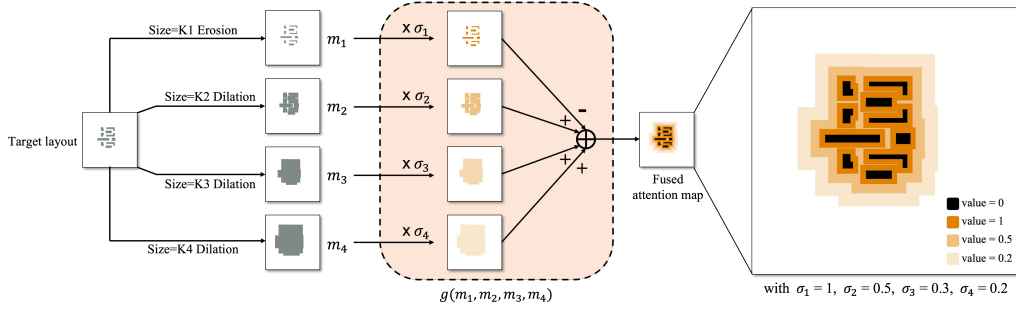 Target layout
Size=K1 Erosion
Size=K2 Dilation
Size=K3 Dilation
Size=K4 Dilation
m₁
m₂
m₃
m₄
x σ₁
x σ₂
x σ₃
x σ₄
-
+
+
+
g(m₁, m₂, m₃, m₄)
Fused
attention map
value = 0
value = 1
value = 0.5
value = 0.2
with σ₁ = 1, σ₂ = 0.5, σ₃ = 0.3, σ₄ = 0.2